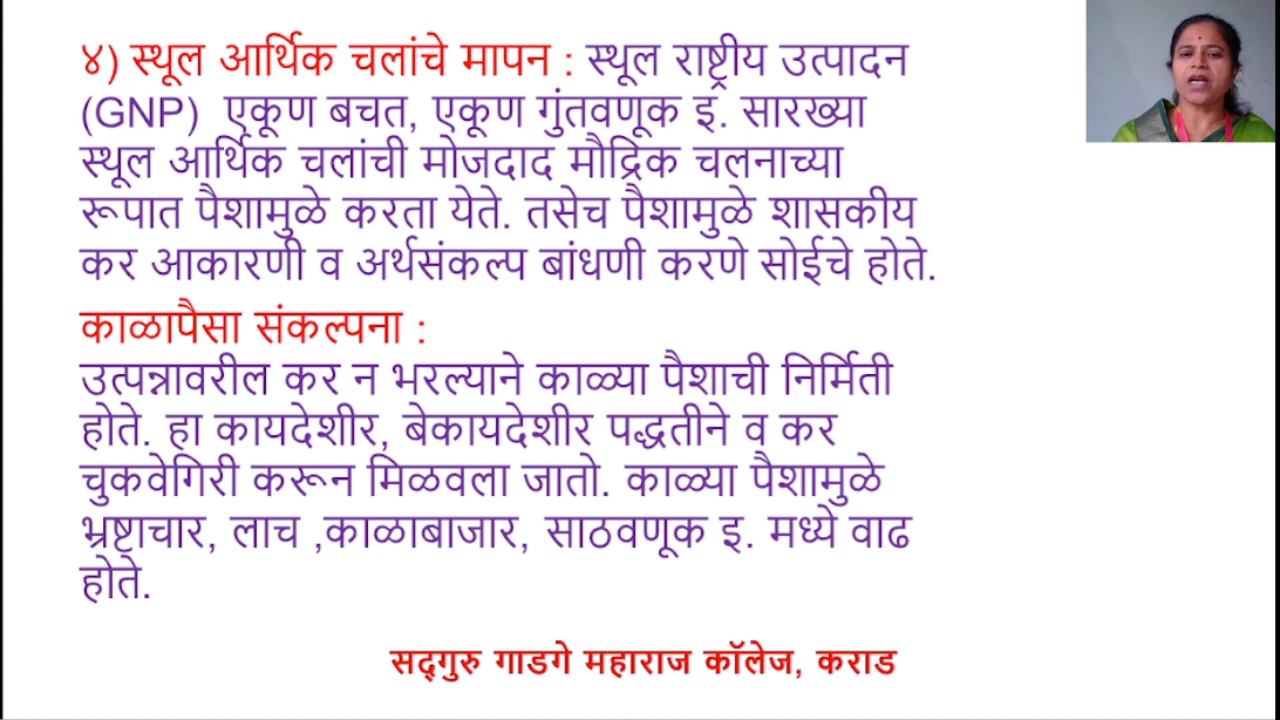 ४) स्थूल आर्थिक चलांचे मापन : स्थूल राष्ट्रीय उत्पादन
(GNP) एकूण बचत, एकूण गुंतवणूक इ. सारख्या
स्थूल आर्थिक चलांची मोजदाद मौद्रिक चलनाच्या
रूपात पैशामुळे करता येते. तसेच पैशामुळे शासकीय
कर आकारणी व अर्थसंकल्प बांधणी करणे सोईचे होते.
काळापैसा संकल्पना :
उत्पन्नावरील कर न भरल्याने काळ्या पैशाची निर्मिती
होते. हा कायदेशीर, बेकायदेशीर पद्धतीने व कर
चुकवेगिरी करून मिळवला जातो. काळ्या पैशामुळे
भ्रष्टाचार, लाच ,काळाबाजार, साठवणूक इ. मध्ये वाढ
होते.
सद्‌गुरु गाडगे महाराज कॉलेज, कराड